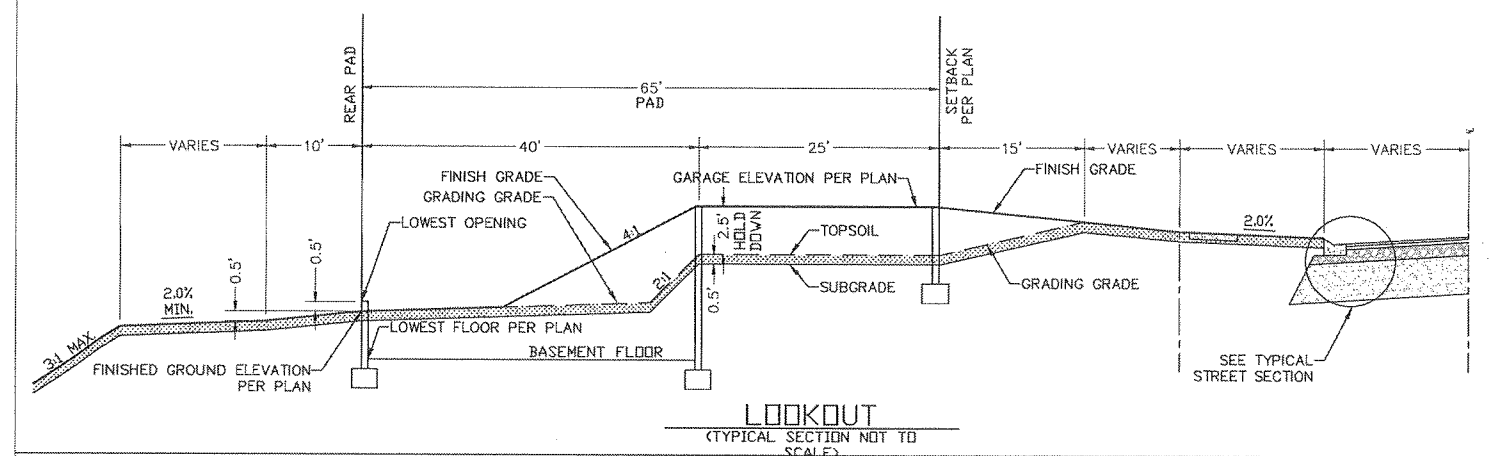 REAR PAD
65'
PAD
SETBACK
PER PLAN
VARIES
10'
40'
25'
15'
VARIES
VARIES
VARIES
FINISH GRADE
GRADING GRADE
LOWEST OPENING
GARAGE ELEVATION PER PLAN
FINISH GRADE
4:1
2.5'
HOLD
DOWN
TOPSOIL
2.0%
0.5'
0.5'
2.0%
MIN.
2:1
0.5'
SUBGRADE
GRADING GRADE
3:1 MAX.
LOWEST FLOOR PER PLAN
BASEMENT FLOOR
FINISHED GROUND ELEVATION
PER PLAN
SEE TYPICAL
STREET SECTION
LOOKOUT
(TYPICAL SECTION NOT TO
SCALE)